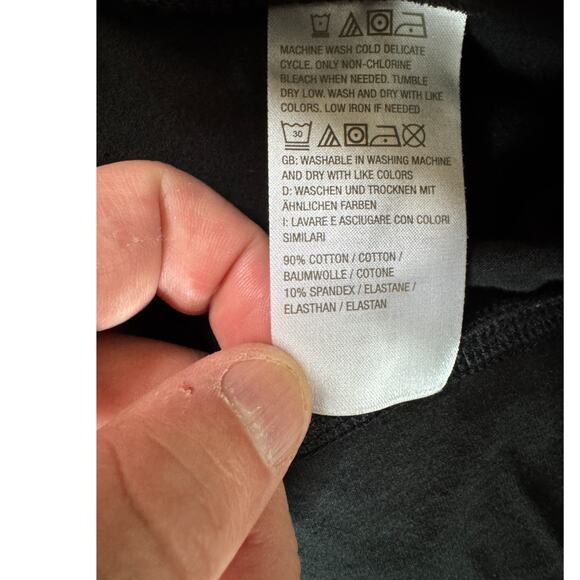 MACHINE WASH COLD DELICATE
CYCLE. ONLY NON-CHLORINE
BLEACH WHEN NEEDED. TUMBLE
DRY LOW. WASH AND DRY WITH LIKE
COLORS. LOW IRON IF NEEDED
30
GB: WASHABLE IN WASHING MACHINE
AND DRY WITH LIKE COLORS
D: WASCHEN UND TROCKNEN MIT
ÄHNLICHEN FARBEN
I: LAVARE E ASCIUGARE CON COLORI
SIMILARI
90% COTTON / COTTON /
BAUMWOLLE / COTONE
10% SPANDEX / ELASTANE /
ELASTHAN / ELASTAN